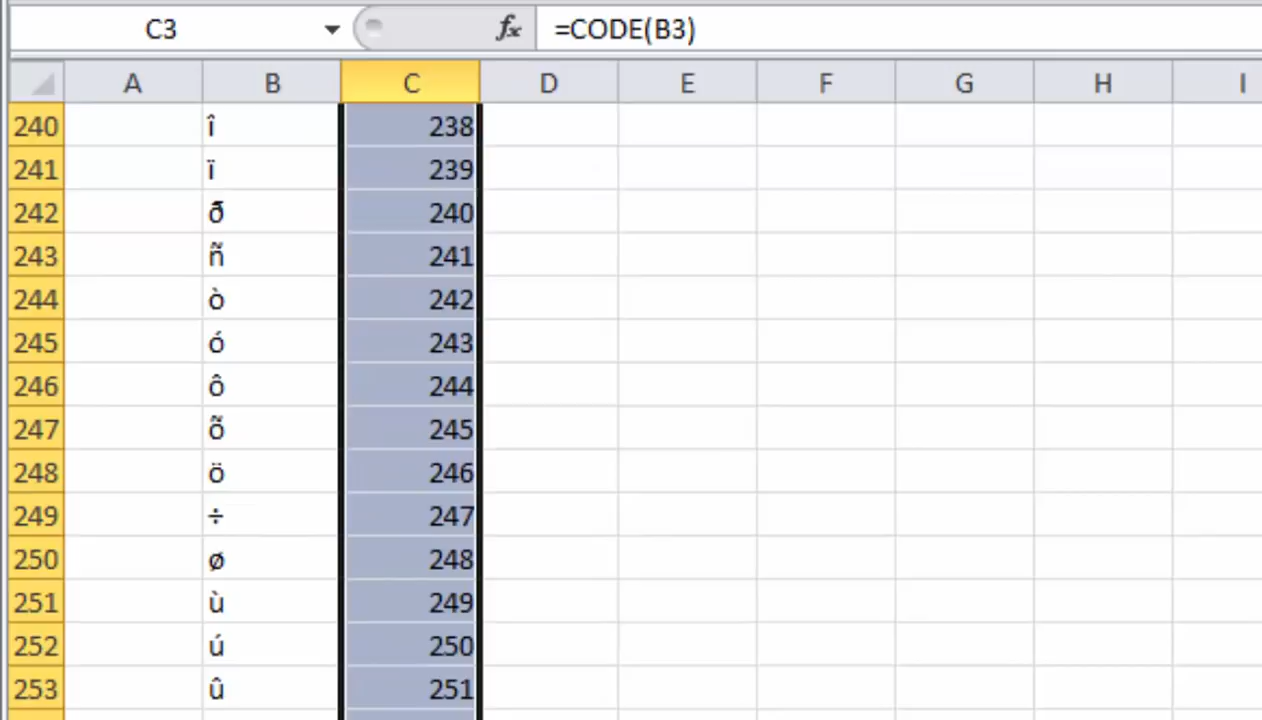 C3 fx =CODE(B3)
A B C D E F G H I
240 î 238
241 ï 239
242 ð 240
243 ñ 241
244 ò 242
245 ó 243
246 ô 244
247 õ 245
248 ö 246
249 ÷ 247
250 ø 248
251 ù 249
252 ú 250
253 û 251